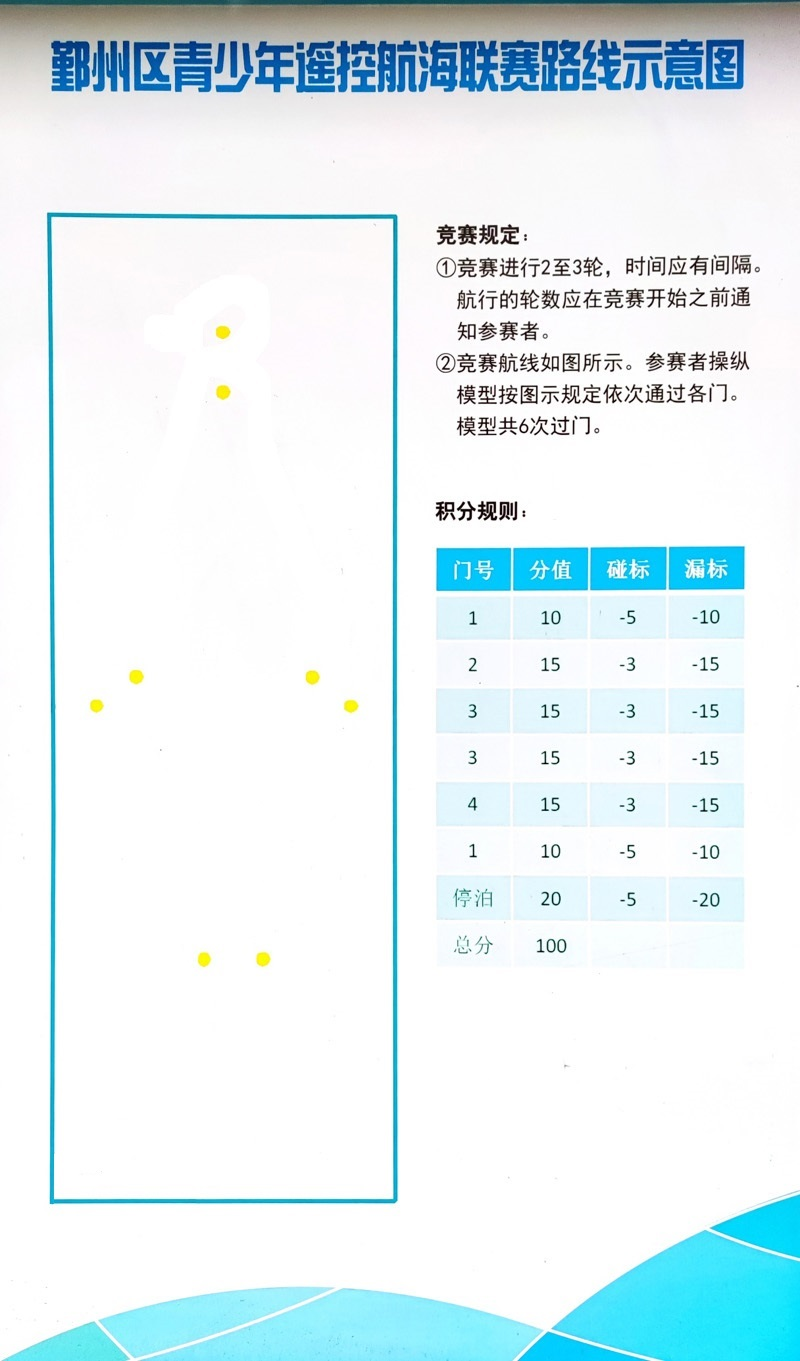 鄞州区青少年遥控航海联赛路线示意图
竞赛规定：
①竞赛进行2至3轮，时间应有间隔。
航行的轮数应在竞赛开始之前通
知参赛者。
②竞赛航线如图所示。参赛者操纵
模型按图示规定依次通过各门。
模型共6次过门。
积分规则：
门号 分值 碰标 漏标
1 10 -5 -10
2 15 -3 -15
3 15 -3 -15
3 15 -3 -15
4 15 -3 -15
1 10 -5 -10
停泊 20 -5 -20
总分 100